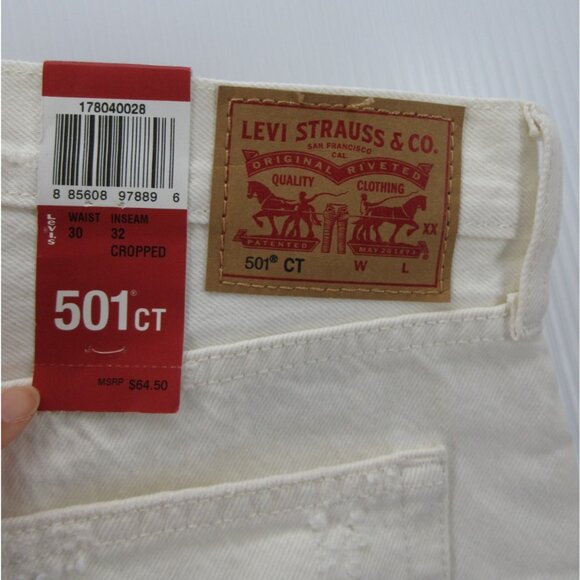 178040028
8 85608 97889 6
Levi's
WAIST INSEAM
30 32
CROPPED
501® CT
MSRP $64.50
LEVI STRAUSS & CO.
SAN FRANCISCO
CAL.
ORIGINAL RIVETED
QUALITY CLOTHING
XX
PATENTED MAY 20 1873
501® CT W L